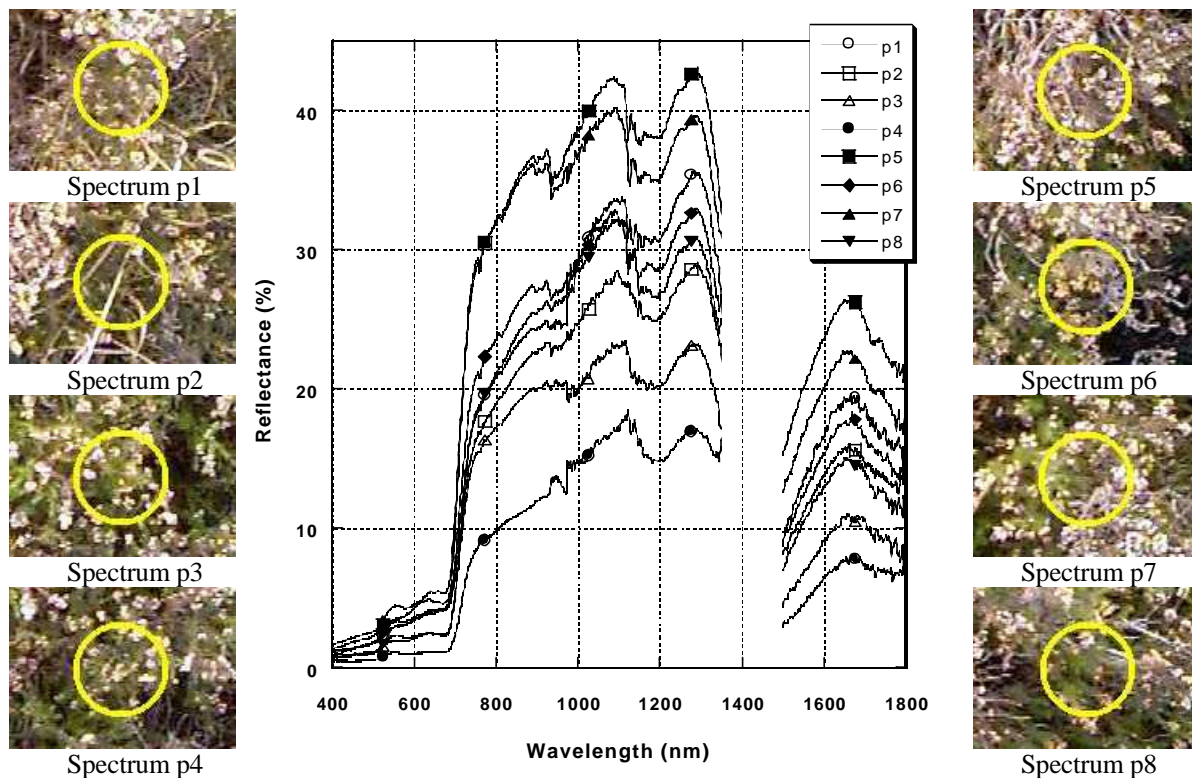 Spectrum p1
Spectrum p2
Spectrum p3
Spectrum p4
Reflectance (%)
40
30
20
10
0
400 600 800 1000 1200 1400 1600 1800
Wavelength (nm)
p1
p2
p3
p4
p5
p6
p7
p8
Spectrum p5
Spectrum p6
Spectrum p7
Spectrum p8